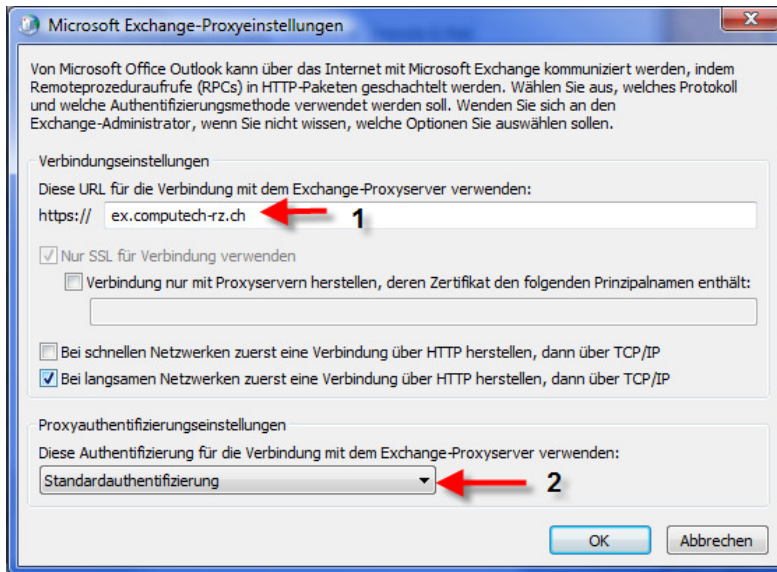 Microsoft Exchange-Proxyeinstellungen
Von Microsoft Office Outlook kann über das Internet mit Microsoft Exchange kommuniziert werden, indem
Remoteprozeduraufrufe (RPCs) in HTTP-Paketen geschachtelt werden. Wählen Sie aus, welches Protokoll
und welche Authentifizierungsmethode verwendet werden soll. Wenden Sie sich an den
Exchange-Administrator, wenn Sie nicht wissen, welche Optionen Sie auswählen sollen.
Verbindungseinstellungen
Diese URL für die Verbindung mit dem Exchange-Proxyserver verwenden:
https:// ex.computech-rz.ch 1
Nur SSL für Verbindung verwenden
Verbindung nur mit Proxyservern herstellen, deren Zertifikat den folgenden Prinzipalnamen enthält:
Bei schnellen Netzwerken zuerst eine Verbindung über HTTP herstellen, dann über TCP/IP
Bei langsamen Netzwerken zuerst eine Verbindung über HTTP herstellen, dann über TCP/IP
Proxyauthentifizierungseinstellungen
Diese Authentifizierung für die Verbindung mit dem Exchange-Proxyserver verwenden:
Standardauthentifizierung 2
OK Abbrechen